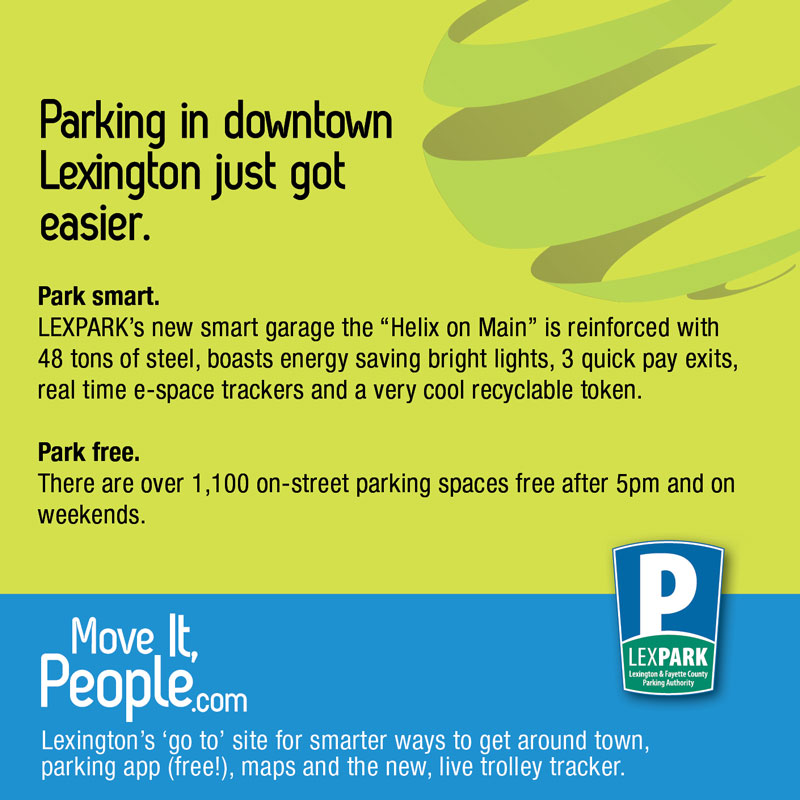 Parking in downtown
Lexington just got
easier.
Park smart.
LEXPARK’s new smart garage the “Helix on Main” is reinforced with
48 tons of steel, boasts energy saving bright lights, 3 quick pay exits,
real time e-space trackers and a very cool recyclable token.
Park free.
There are over 1,100 on-street parking spaces free after 5pm and on
weekends.
P
LEXPARK
Lexington & Fayette County
Parking Authority
Move It,
People.com
Lexington’s ‘go to’ site for smarter ways to get around town,
parking app (free!), maps and the new, live trolley tracker.